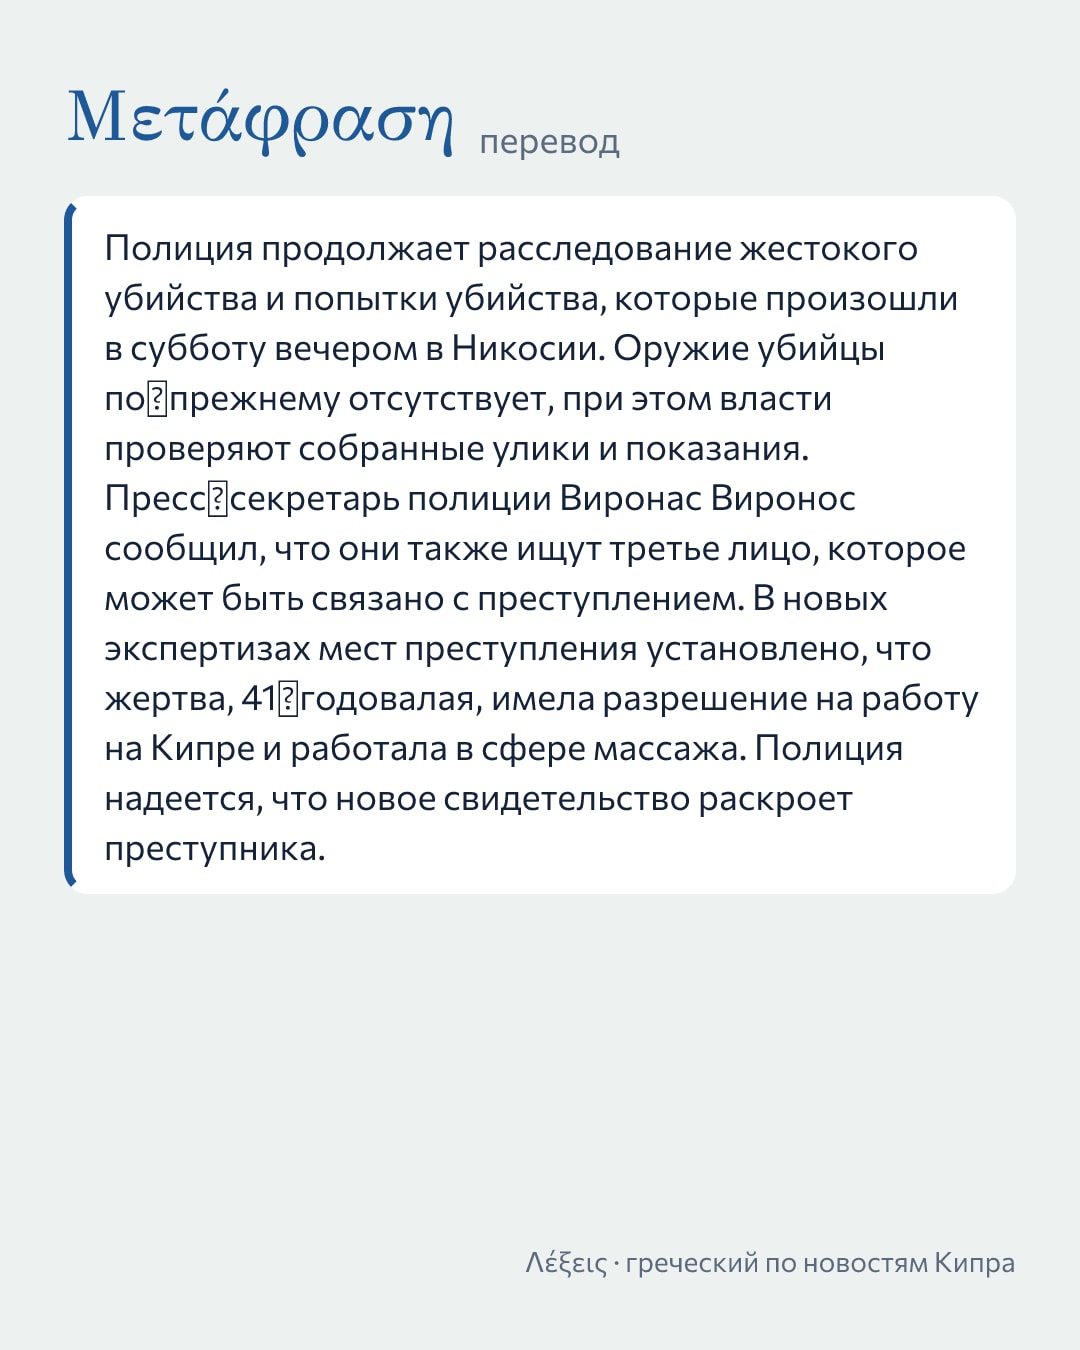 Μετάφραση перевод
Полиция продолжает расследование жестокого
убийства и попытки убийства, которые произошли
в субботу вечером в Никосии. Оружие убийцы
по⍰прежнему отсутствует, при этом власти
проверяют собранные улики и показания.
Пресс⍰секретарь полиции Виронас Виронос
сообщил, что они также ищут третье лицо, которое
может быть связано с преступлением. В новых
экспертизах мест преступления установлено, что
жертва, 41⍰годовалая, имела разрешение на работу
на Кипре и работала в сфере массажа. Полиция
надеется, что новое свидетельство раскроет
преступника.
Λέξεις · греческий по новостям Кипра